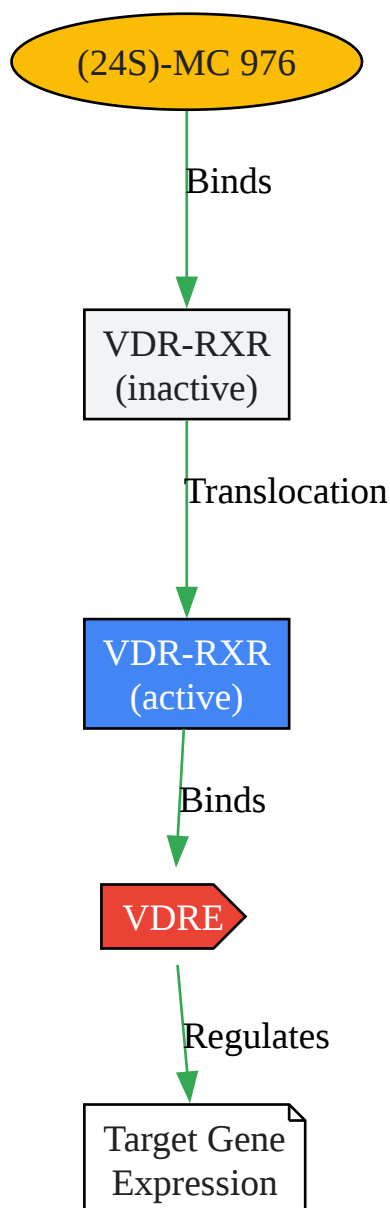 (24S)-MC 976
Binds
VDR-RXR
(inactive)
Translocation
VDR-RXR
(active)
Binds
VDRE
Regulates
Target Gene
Expression